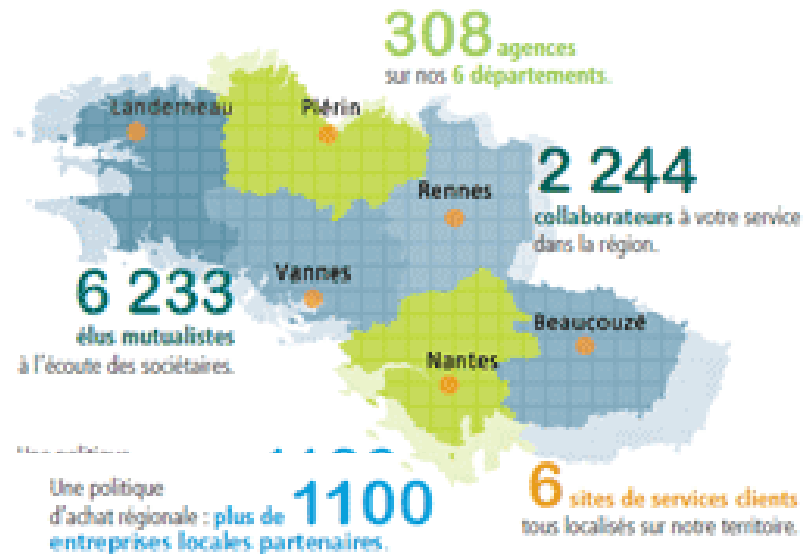 308 agences
sur nos 6 départements.
Landerneau
Plérin
Rennes
2 244
collaborateurs à votre service
dans la région.
Vannes
6 233
élus mutualistes
à l'écoute des sociétaires.
Beaucouzé
Nantes
Une politique
Une politique
d'achat régionale : plus de 1100
entreprises locales partenaires.
6 sites de services clients
tous localisés sur notre territoire.